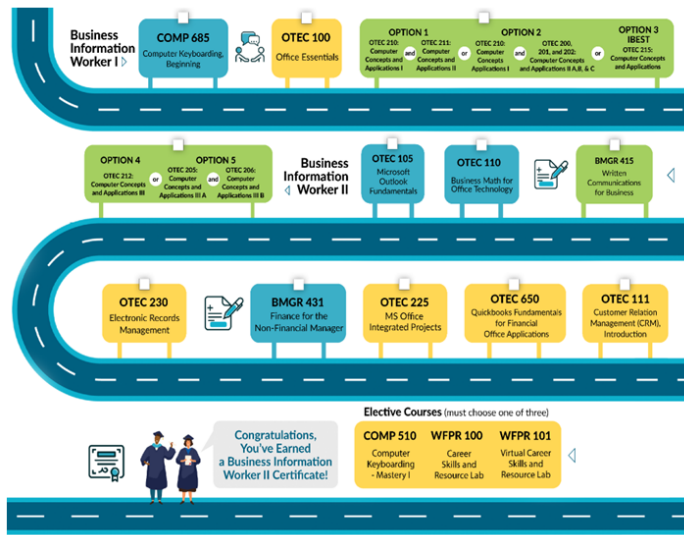 Business
Information
Worker I
COMP 685
Computer Keyboarding,
Beginning
OTEC 100
Office Essentials
OPTION 1
OTEC 210:
Computer
Concepts and
Applications I
and
OTEC 211:
Computer
Concepts and
Applications II
or
OPTION 2
OTEC 210:
Computer
Concepts and
Applications I
and
OTEC 200,
201, and 202:
Computer Concepts
and Applications II A,B, & C
or
OPTION 3
IBEST
OTEC 215:
Computer Concepts
and Applications
OPTION 4
OTEC 212:
Computer Concepts
and Applications III
or
OPTION 5
OTEC 205:
Computer
Concepts and
Applications III A
and
OTEC 206:
Computer
Concepts and
Applications III B
Business
Information
Worker II
OTEC 105
Microsoft
Outlook
Fundamentals
OTEC 110
Business Math for
Office Technology
BMGR 415
Written
Communications
for Business
OTEC 230
Electronic Records
Management
BMGR 431
Finance for the
Non-Financial Manager
OTEC 225
MS Office
Integrated Projects
OTEC 650
Quickbooks Fundamentals
for Financial
Office Applications
OTEC 111
Customer Relation
Management (CRM),
Introduction
Elective Courses (must choose one of three)
COMP 510
Computer
Keyboarding
- Mastery I
WFPR 100
Career
Skills and
Resource Lab
WFPR 101
Virtual Career
Skills and
Resource Lab
Congratulations,
You've Earned
a Business Information
Worker II Certificate!